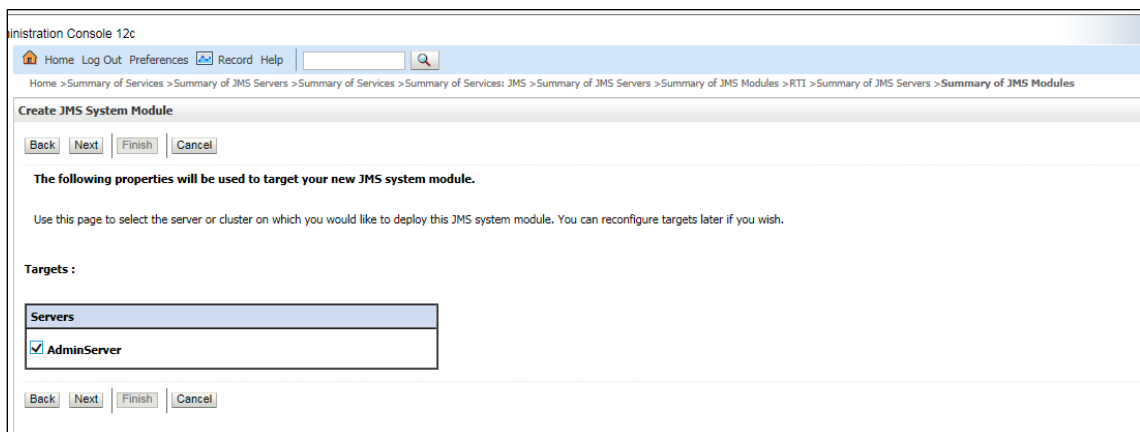 inistration Console 12c
Home Log Out Preferences Record Help
Home >Summary of Services >Summary of JMS Servers >Summary of Services >Summary of Services: JMS >Summary of JMS Servers >Summary of JMS Modules >RTI >Summary of JMS Servers >Summary of JMS Modules
Create JMS System Module
Back Next Finish Cancel
The following properties will be used to target your new JMS system module.
Use this page to select the server or cluster on which you would like to deploy this JMS system module. You can reconfigure targets later if you wish.
Targets :
Servers
AdminServer
Back Next Finish Cancel